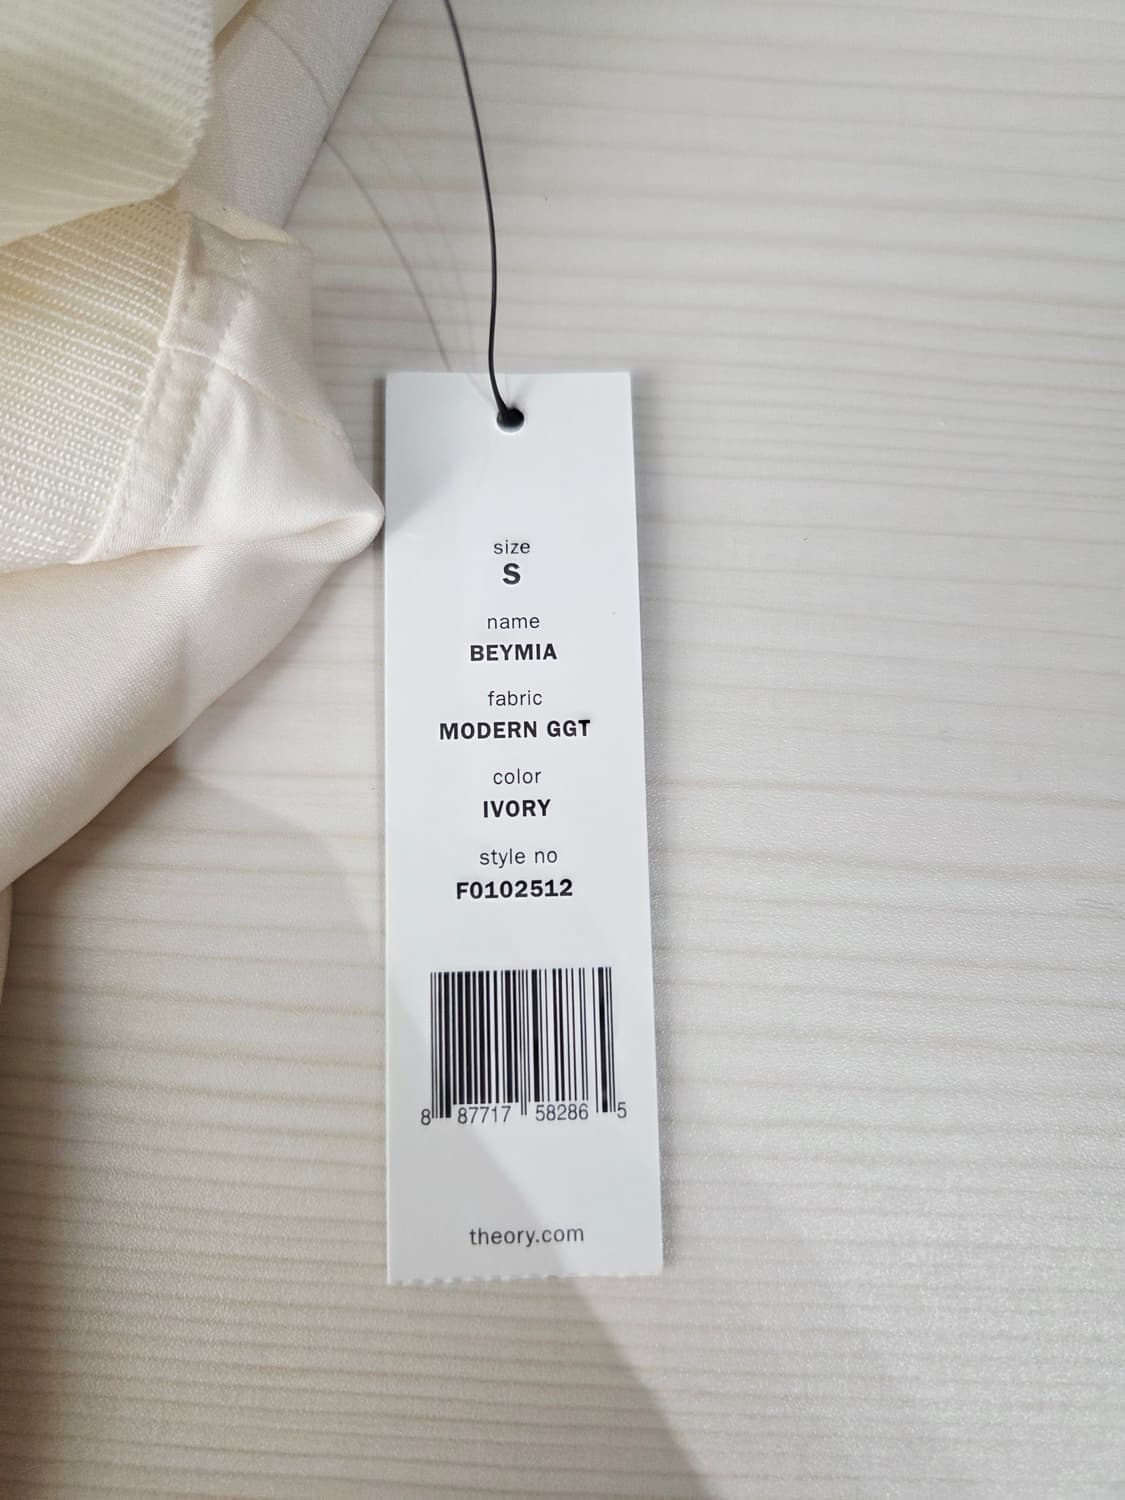 size
S
name
BEYMIA
fabric
MODERN GGT
color
IVORY
style no
F0102512
8 87717 58286 5
theory.com